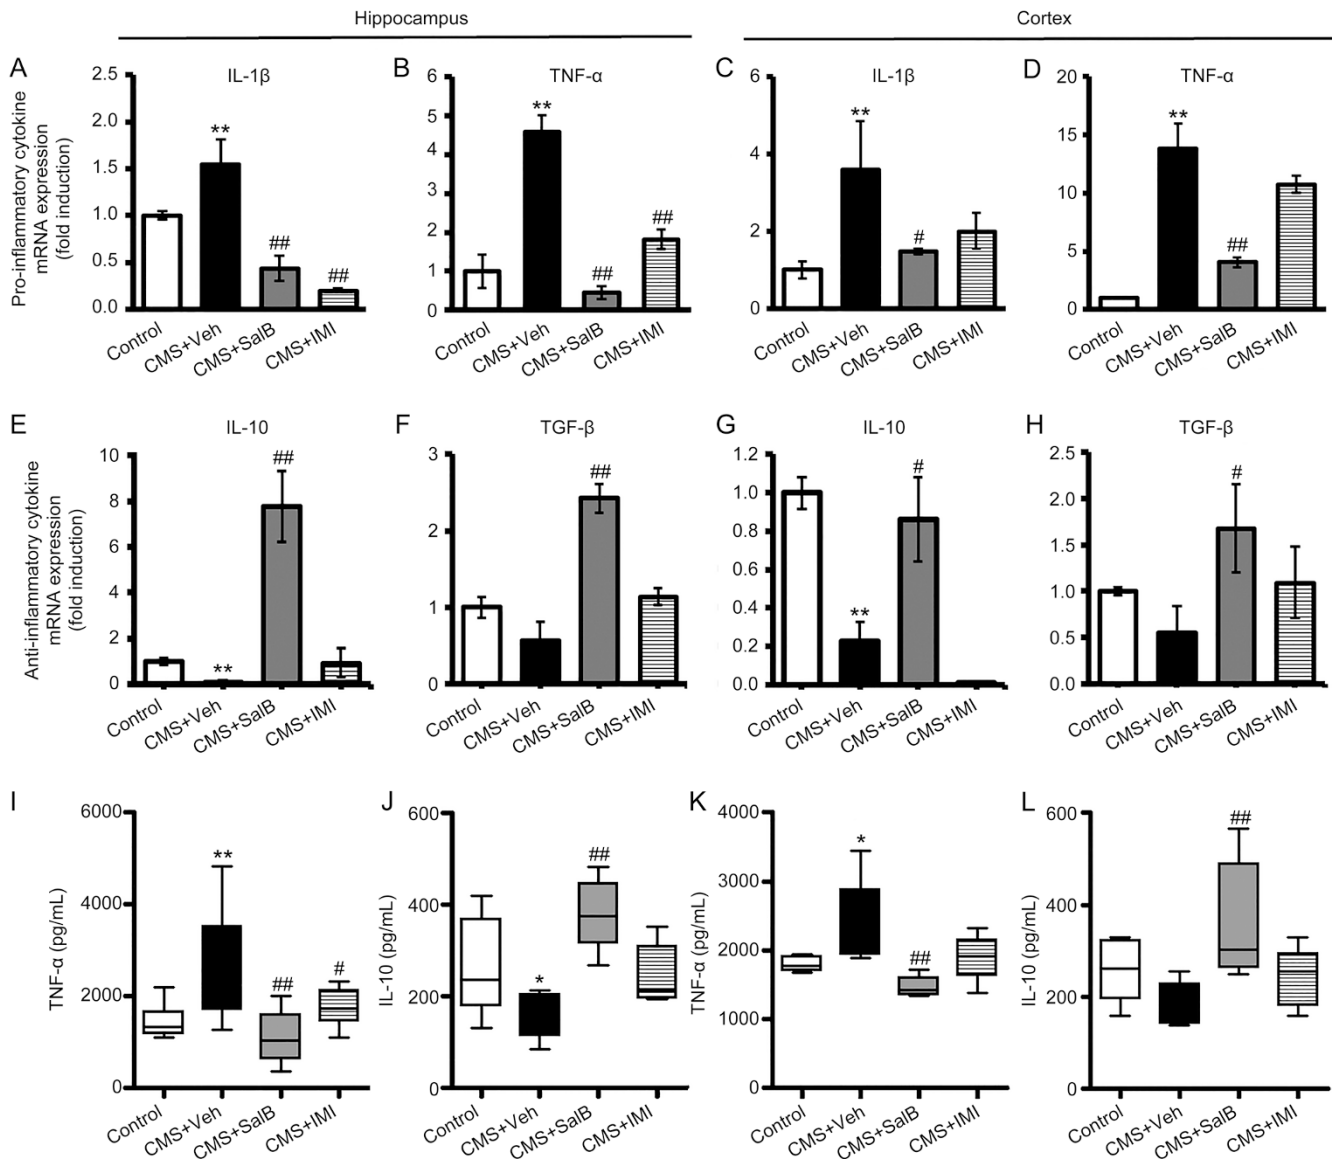 Hippocampus
Cortex
A
IL-1β
Pro-inflammatory cytokine
mRNA expression
(fold induction)
2.5
2.0
1.5
1.0
0.5
0.0
**
##
##
Control
CMS+Veh
CMS+SalB
CMS+IMI
B
TNF-α
6
5
4
3
2
1
0
**
##
##
Control
CMS+Veh
CMS+SalB
CMS+IMI
C
IL-1β
6
4
2
0
**
#
Control
CMS+Veh
CMS+SalB
CMS+IMI
D
TNF-α
20
15
10
5
0
**
##
Control
CMS+Veh
CMS+SalB
CMS+IMI
E
IL-10
Anti-inflammatory cytokine
mRNA expression
(fold induction)
10
8
6
4
2
0
**
##
Control
CMS+Veh
CMS+SalB
CMS+IMI
F
TGF-β
3
2
1
0
##
Control
CMS+Veh
CMS+SalB
CMS+IMI
G
IL-10
1.2
1.0
0.8
0.6
0.4
0.2
0.0
**
#
Control
CMS+Veh
CMS+SalB
CMS+IMI
H
TGF-β
2.5
2.0
1.5
1.0
0.5
0.0
#
Control
CMS+Veh
CMS+SalB
CMS+IMI
I
TNF-α (pg/mL)
6000
4000
2000
0
**
##
#
Control
CMS+Veh
CMS+SalB
CMS+IMI
J
IL-10 (pg/mL)
600
400
200
0
*
##
Control
CMS+Veh
CMS+SalB
CMS+IMI
K
TNF-α (pg/mL)
4000
3000
2000
1000
0
*
##
Control
CMS+Veh
CMS+SalB
CMS+IMI
L
IL-10 (pg/mL)
600
400
200
0
##
Control
CMS+Veh
CMS+SalB
CMS+IMI